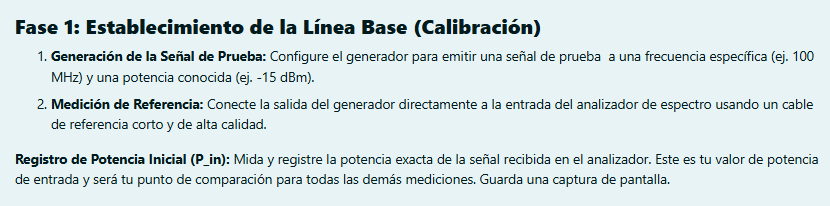 Fase 1: Establecimiento de la Línea Base (Calibración)
1. Generación de la Señal de Prueba: Configure el generador para emitir una señal de prueba a una frecuencia específica (ej. 100
MHz) y una potencia conocida (ej. -15 dBm).
2. Medición de Referencia: Conecte la salida del generador directamente a la entrada del analizador de espectro usando un cable
de referencia corto y de alta calidad.
Registro de Potencia Inicial (P_in): Mida y registre la potencia exacta de la señal recibida en el analizador. Este es tu valor de potencia
de entrada y será tu punto de comparación para todas las demás mediciones. Guarda una captura de pantalla.